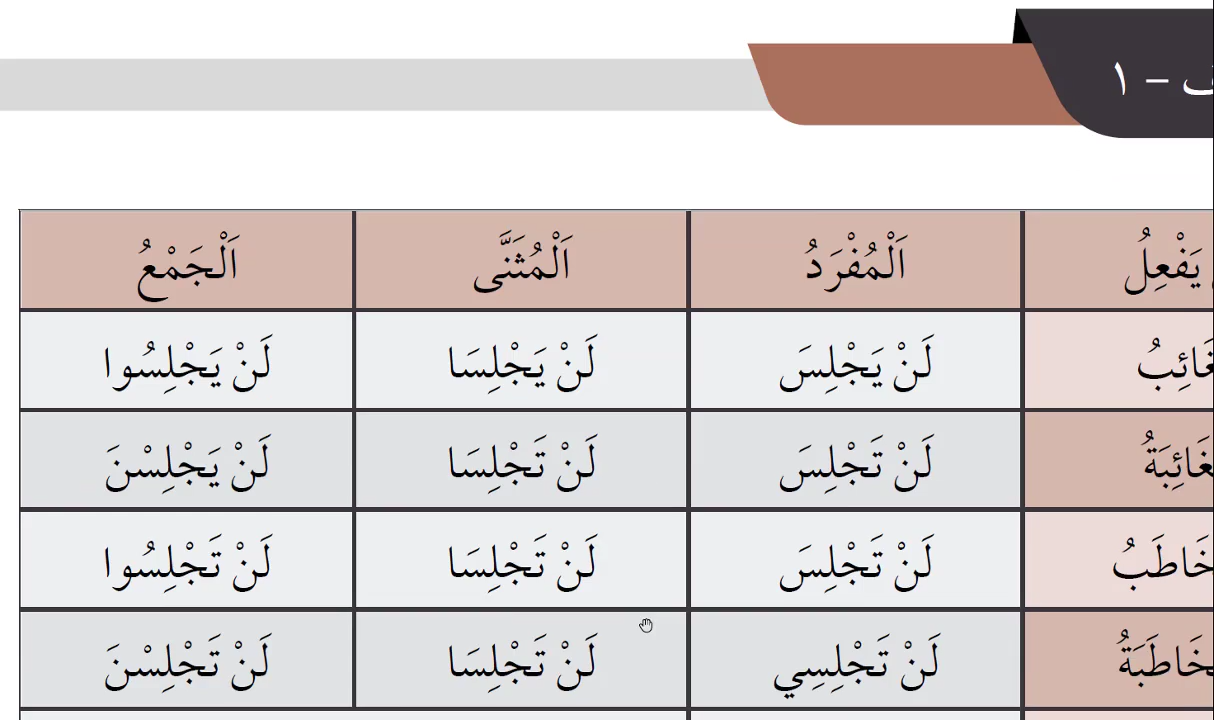 – ١
يَفْعِلُ اَلْمُفْرَدُ اَلْمُثَنَّى اَلْجَمْعُ
لَنْ يَجْلِسَ لَنْ يَجْلِسَا لَنْ يَجْلِسُوا
لَنْ تَجْلِسَ لَنْ تَجْلِسَا لَنْ يَجْلِسْنَ
لَنْ تَجْلِسَ لَنْ تَجْلِسَا لَنْ تَجْلِسُوا
لَنْ تَجْلِسِي لَنْ تَجْلِسَا لَنْ تَجْلِسْنَ